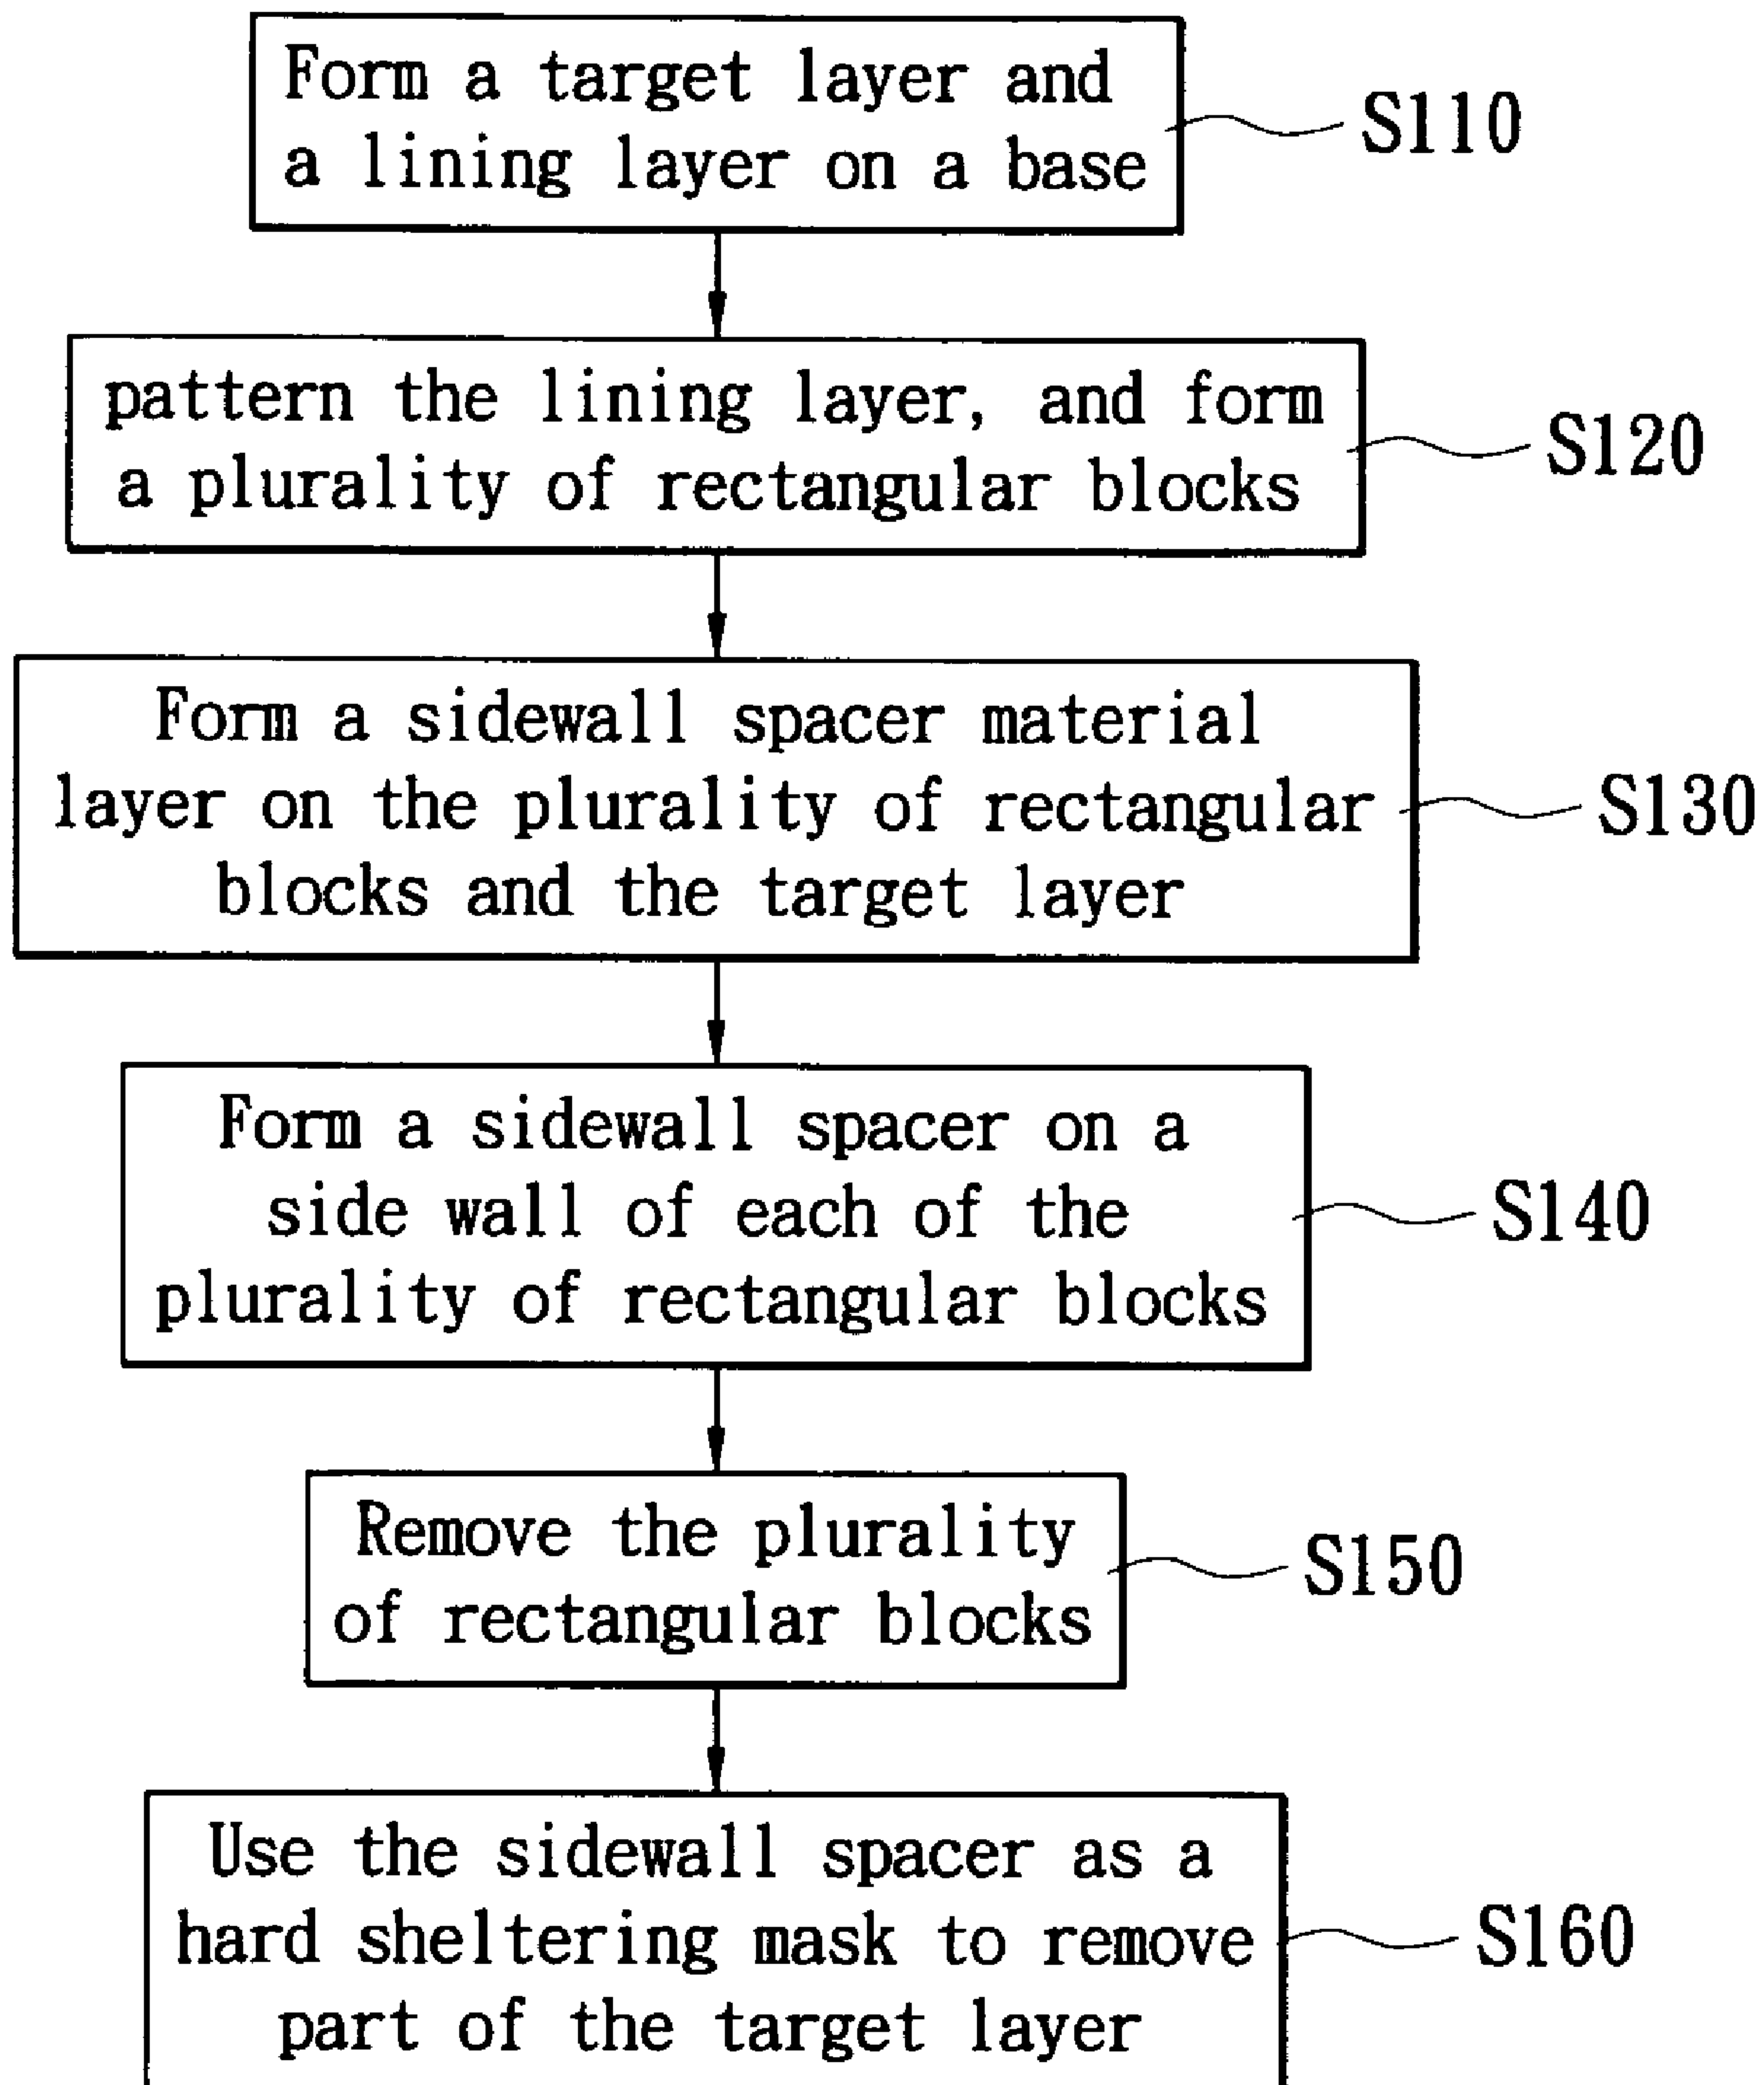 Form a target layer and
a lining layer on a base
S110
pattern the lining layer, and form
a plurality of rectangular blocks
S120
Form a sidewall spacer material
layer on the plurality of rectangular
blocks and the target layer
S130
Form a sidewall spacer on a
side wall of each of the
plurality of rectangular blocks
S140
Remove the plurality
of rectangular blocks
S150
Use the sidewall spacer as a
hard sheltering mask to remove
part of the target layer
S160